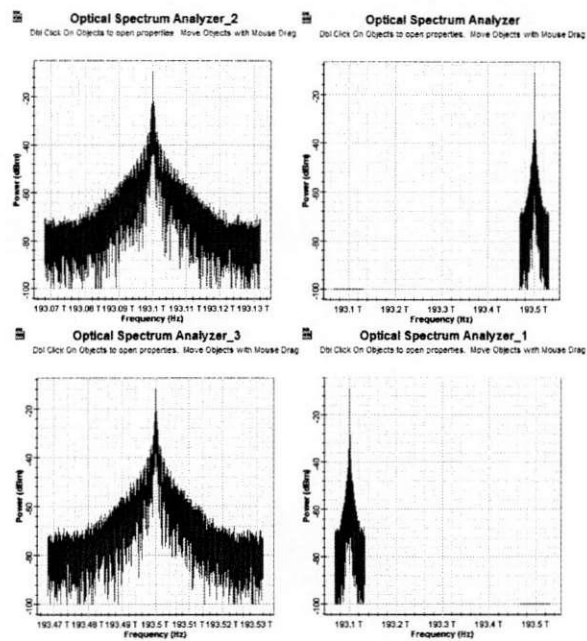 Optical Spectrum Analyzer_2
Dbl Click On Objects to open properties. Move Objects with Mouse Drag
Power (dBm)
-20
-40
-60
-80
-100
193.07 T 193.08 T 193.09 T 193.1 T 193.11 T 193.12 T 193.13 T
Frequency (Hz)
Optical Spectrum Analyzer
Dbl Click On Objects to open properties. Move Objects with Mouse Drag
Power (dBm)
-20
-40
-60
-80
-100
193.1 T 193.2 T 193.3 T 193.4 T 193.5 T
Frequency (Hz)
Optical Spectrum Analyzer_3
Dbl Click On Objects to open properties. Move Objects with Mouse Drag
Power (dBm)
-20
-40
-60
-80
-100
193.47 T 193.48 T 193.49 T 193.5 T 193.51 T 193.52 T 193.53 T
Frequency (Hz)
Optical Spectrum Analyzer_1
Dbl Click On Objects to open properties. Move Objects with Mouse Drag
Power (dBm)
-20
-40
-60
-80
-100
193.1 T 193.2 T 193.3 T 193.4 T 193.5 T
Frequency (Hz)